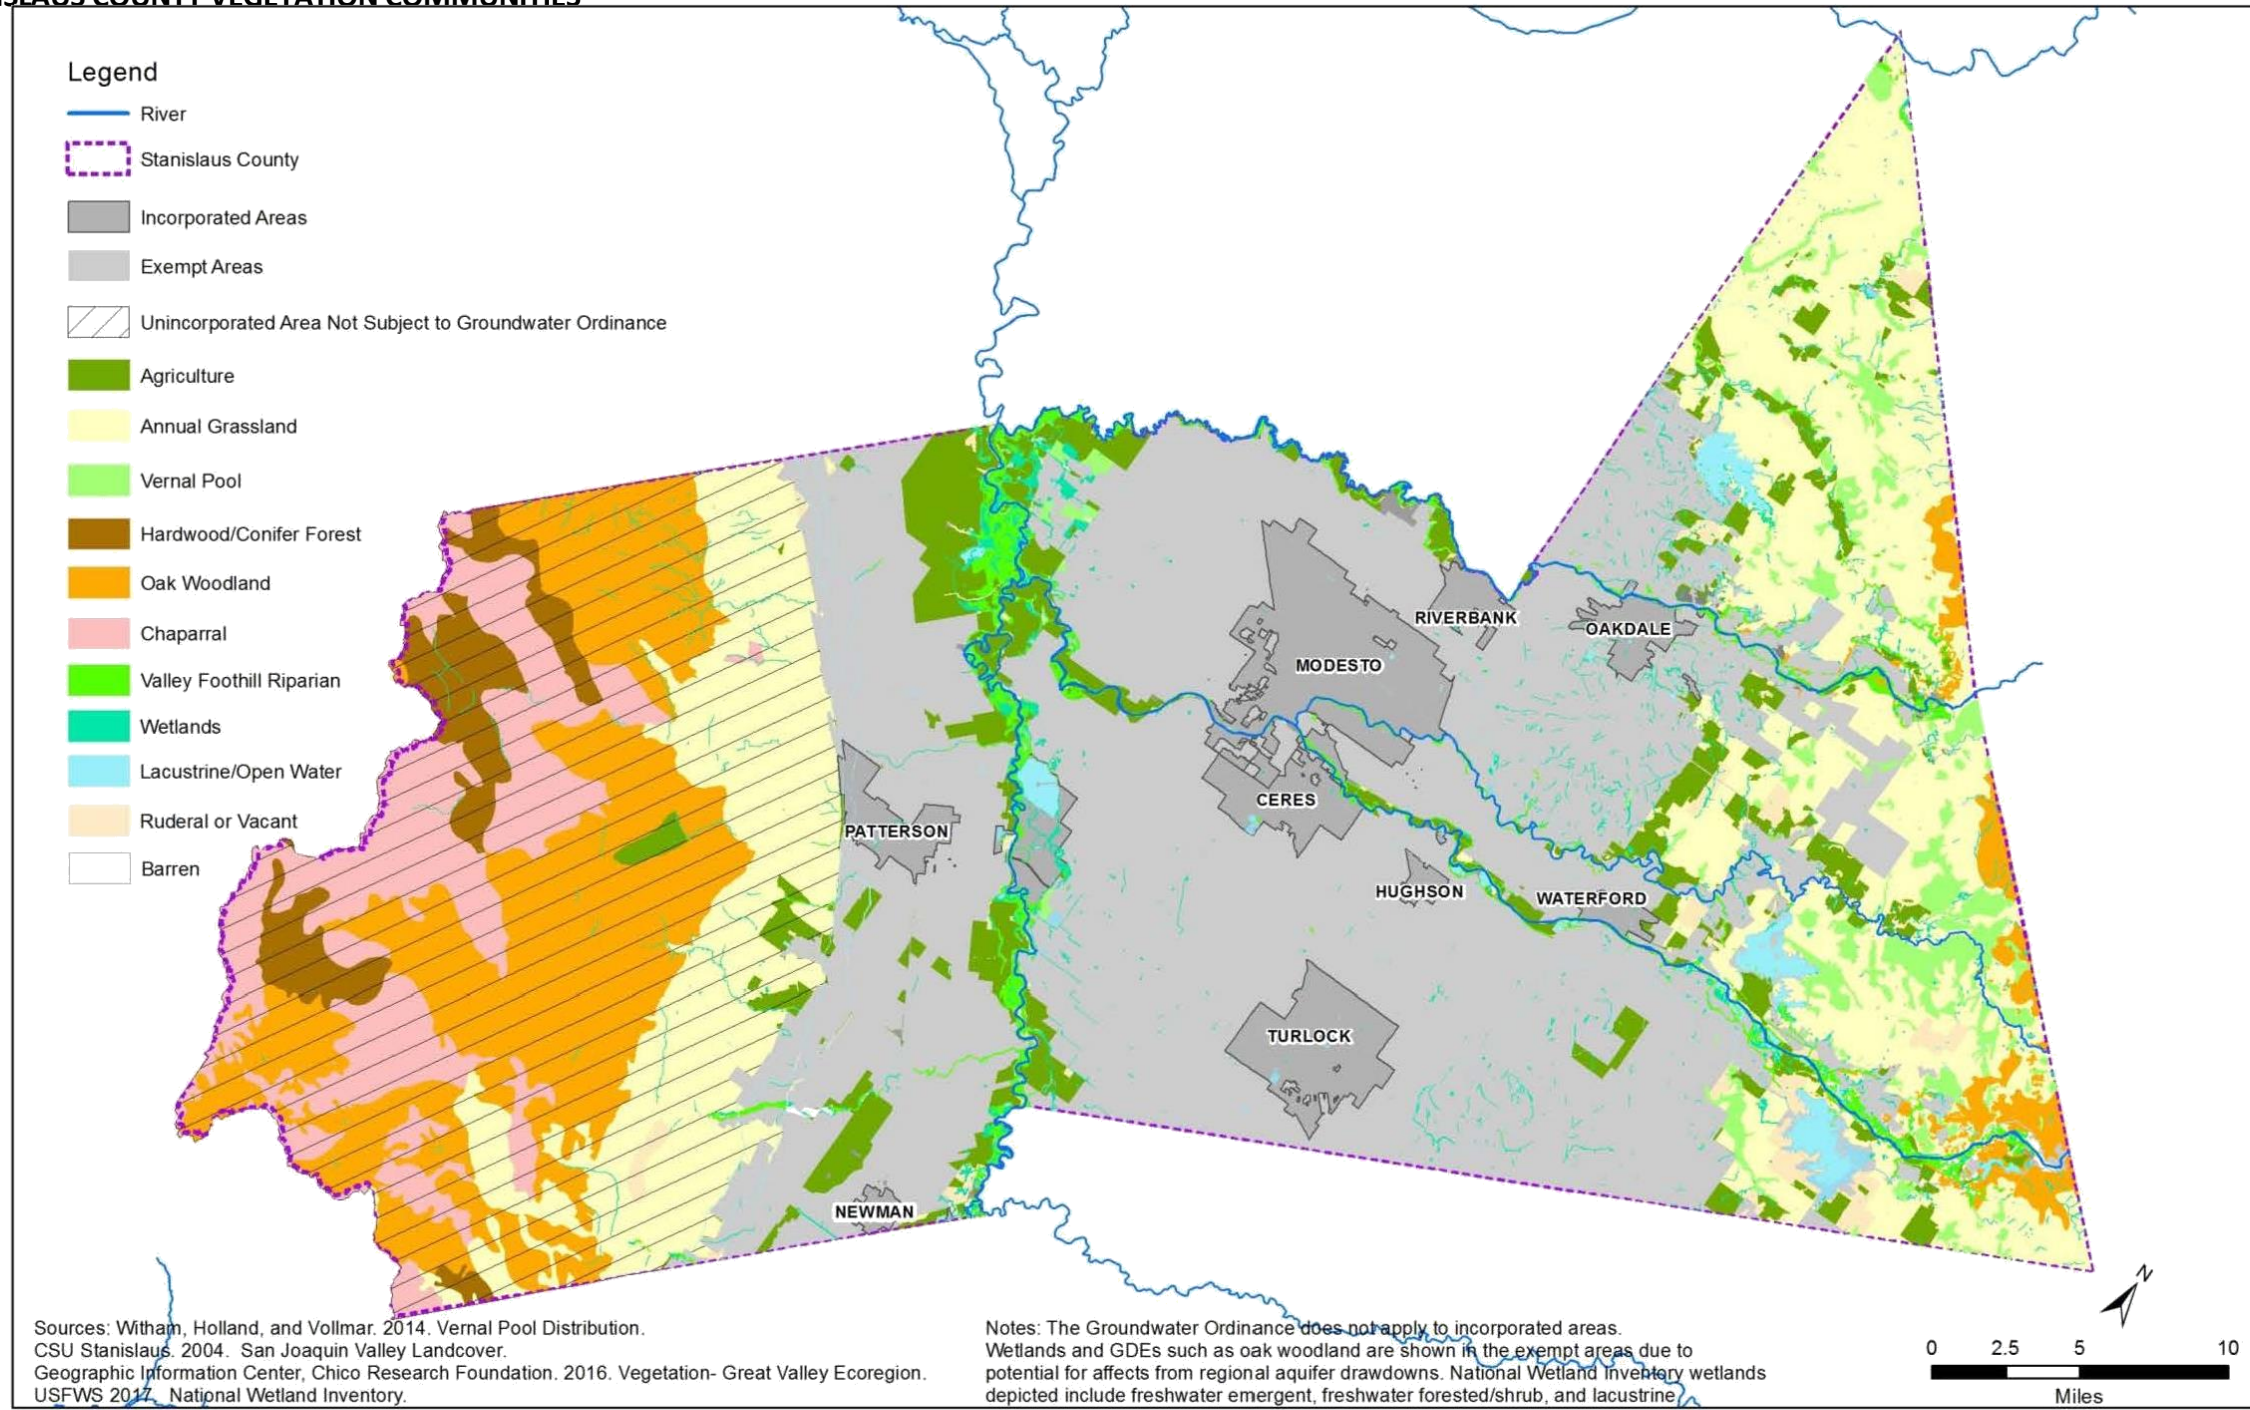 COUNTY VEGETATION COMMUNITIES
Legend
River
Stanislaus County
Incorporated Areas
Exempt Areas
Unincorporated Area Not Subject to Groundwater Ordinance
Agriculture
Annual Grassland
Vernal Pool
Hardwood/Conifer Forest
Oak Woodland
Chaparral
Valley Foothill Riparian
Wetlands
Lacustrine/Open Water
Ruderal or Vacant
Barren
RIVERBANK
OAKDALE
MODESTO
CERES
PATTERSON
HUGHSON
WATERFORD
TURLOCK
NEWMAN
N
Sources: Witham, Holland, and Vollmar. 2014. Vernal Pool Distribution.
CSU Stanislaus. 2004. San Joaquin Valley Landcover.
Geographic Information Center, Chico Research Foundation. 2016. Vegetation- Great Valley Ecoregion.
USFWS 2017. National Wetland Inventory.
Notes: The Groundwater Ordinance does not apply to incorporated areas.
Wetlands and GDEs such as oak woodland are shown in the exempt areas due to
potential for affects from regional aquifer drawdowns. National Wetland Inventory wetlands
depicted include freshwater emergent, freshwater forested/shrub, and lacustrine
0 2.5 5 10
Miles